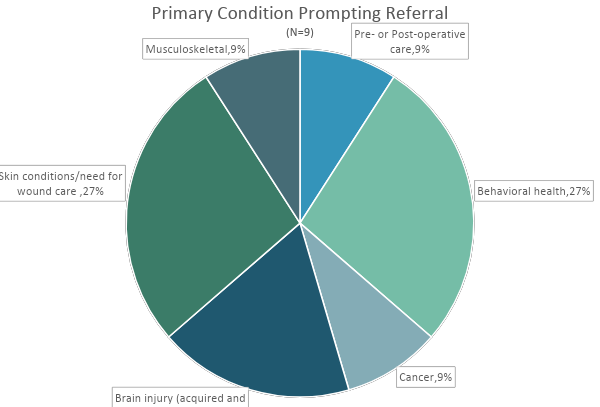 Primary Condition Prompting Referral
(N=9)
Pre- or Post-operative
care,9%
Musculoskeletal,9%
Skin conditions/need for
wound care ,27%
Behavioral health,27%
Cancer,9%
Brain injury (acquired and